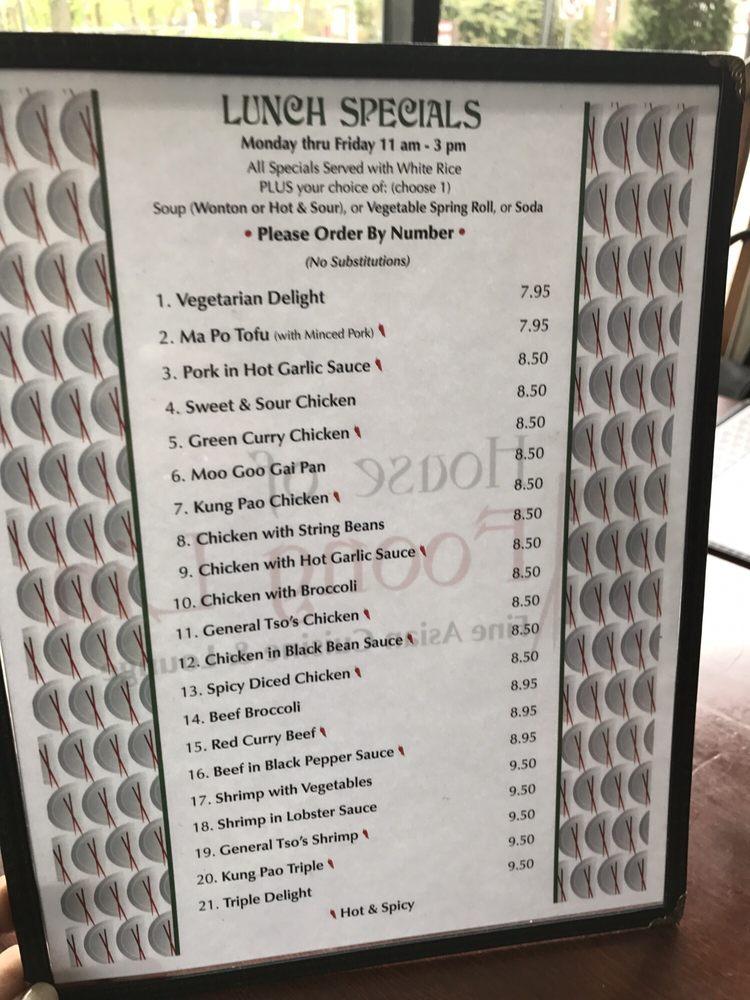 LUNCH SPECIALS
Monday thru Friday 11 am - 3 pm
All Specials Served with White Rice
PLUS your choice of: (choose 1)
Soup (Wonton or Hot & Sour), or Vegetable Spring Roll, or Soda
• Please Order By Number •
(No Substitutions)
1. Vegetarian Delight 7.95
2. Ma Po Tofu (with Minced Pork) 7.95
3. Pork in Hot Garlic Sauce 8.50
4. Sweet & Sour Chicken 8.50
5. Green Curry Chicken 8.50
6. Moo Goo Gai Pan 8.50
7. Kung Pao Chicken 8.50
8. Chicken with String Beans 8.50
9. Chicken with Hot Garlic Sauce 8.50
10. Chicken with Broccoli 8.50
11. General Tso's Chicken 8.50
12. Chicken in Black Bean Sauce 8.50
13. Spicy Diced Chicken 8.50
14. Beef Broccoli 8.95
15. Red Curry Beef 8.95
16. Beef in Black Pepper Sauce 8.95
17. Shrimp with Vegetables 9.50
18. Shrimp in Lobster Sauce 9.50
19. General Tso's Shrimp 9.50
20. Kung Pao Triple 9.50
21. Triple Delight 9.50
Hot & Spicy